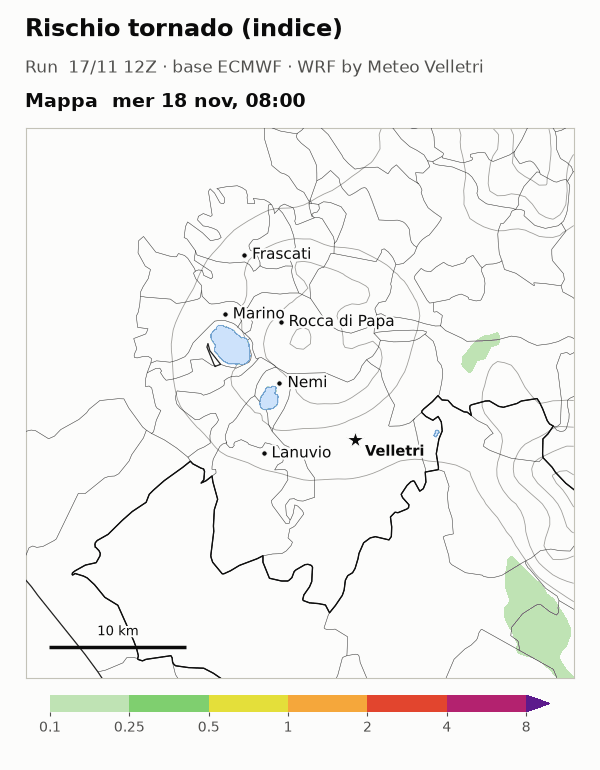 Rischio tornado (indice)
Run  17/11 12Z · base ECMWF · WRF by Meteo Velletri
Mappa  mer 18 nov, 08:00
Frascati
Marino
Rocca di Papa
Nemi
Velletri
Lanuvio
10 km
0.1 0.25 0.5 1 2 4 8